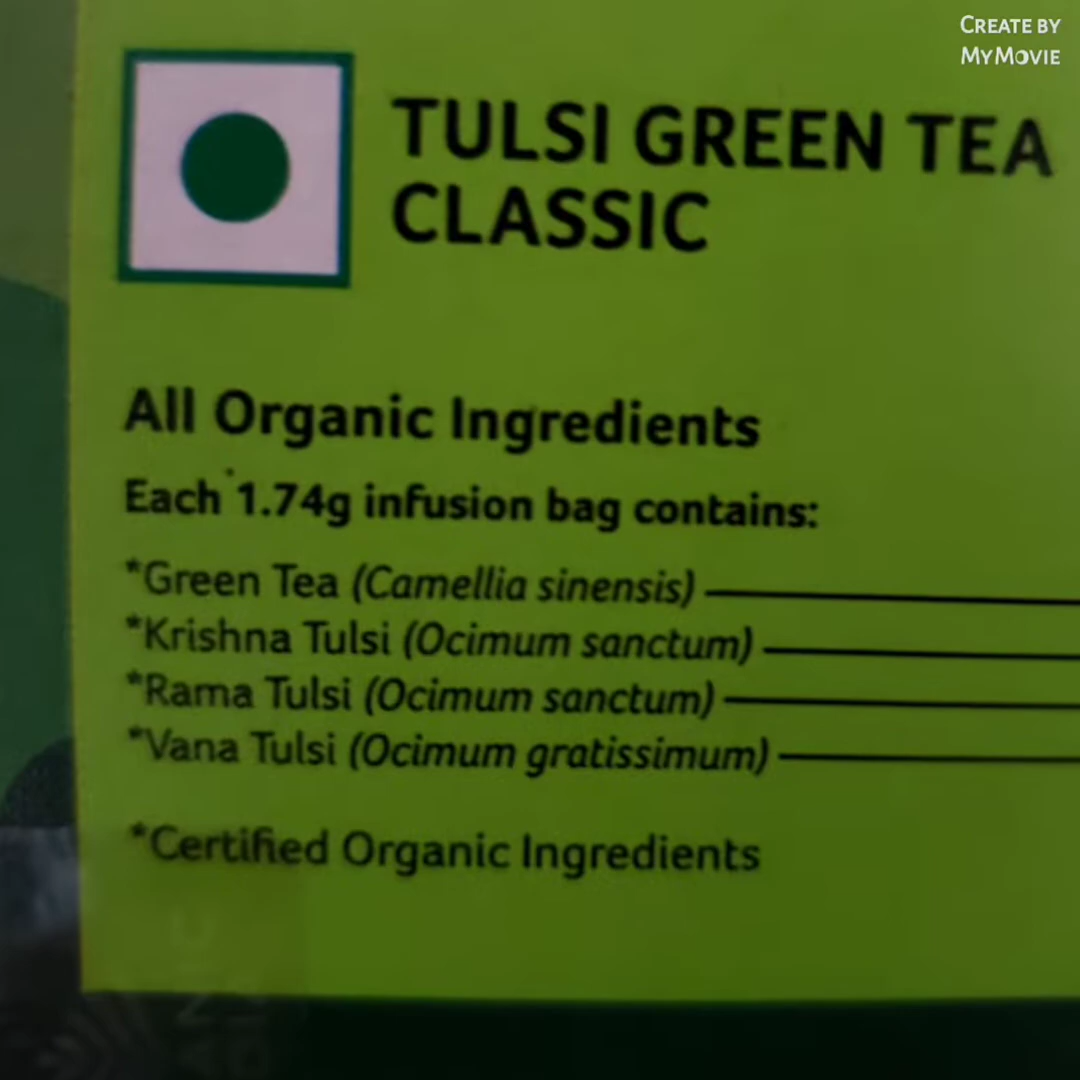 CREATE BY
MYMOVIE
TULSI GREEN TEA
CLASSIC
All Organic Ingredients
Each 1.74g infusion bag contains:
*Green Tea (Camellia sinensis)
*Krishna Tulsi (Ocimum sanctum)
*Rama Tulsi (Ocimum sanctum)
*Vana Tulsi (Ocimum gratissimum)
*Certified Organic Ingredients